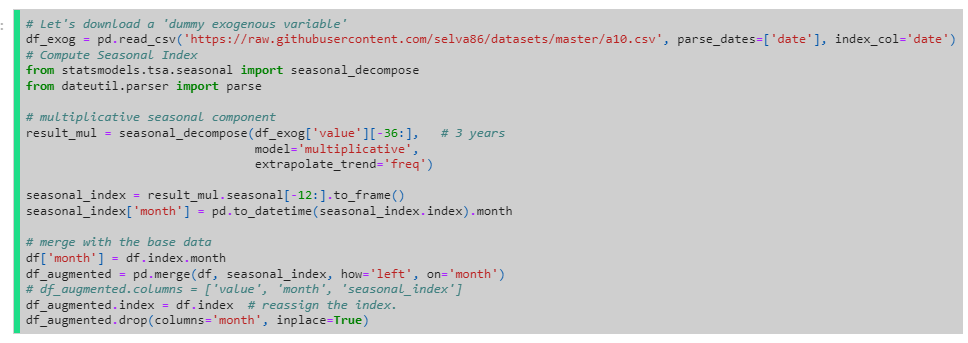 :
# Let's download a 'dummy exogenous variable'
df_exog = pd.read_csv('https://raw.githubusercontent.com/selva86/datasets/master/a10.csv', parse_dates=['date'], index_col='date')
# Compute Seasonal Index
from statsmodels.tsa.seasonal import seasonal_decompose
from dateutil.parser import parse

# multiplicative seasonal component
result_mul = seasonal_decompose(df_exog['value'][-36:],   # 3 years
                                model='multiplicative',
                                extrapolate_trend='freq')

seasonal_index = result_mul.seasonal[-12:].to_frame()
seasonal_index['month'] = pd.to_datetime(seasonal_index.index).month

# merge with the base data
df['month'] = df.index.month
df_augmented = pd.merge(df, seasonal_index, how='left', on='month')
# df_augmented.columns = ['value', 'month', 'seasonal_index']
df_augmented.index = df.index  # reassign the index.
df_augmented.drop(columns='month', inplace=True)